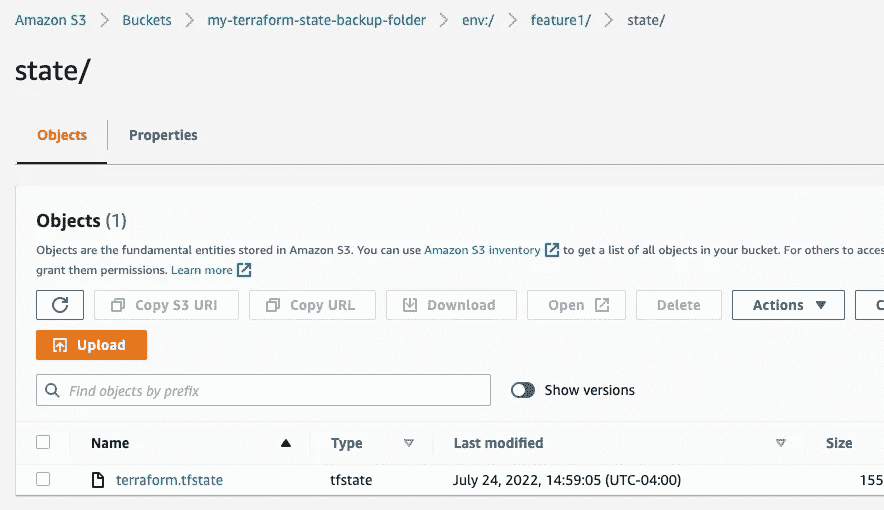 Amazon S3 > Buckets > my-terraform-state-backup-folder > env:/ > feature1/ > state/
state/
Objects Properties
Objects (1)
Objects are the fundamental entities stored in Amazon S3. You can use Amazon S3 inventory to get a list of all objects in your bucket. For others to acces
grant them permissions. Learn more
Copy S3 URI Copy URL Download Open Delete Actions C
Upload
Find objects by prefix Show versions
Name Type Last modified Size
terraform.tfstate tfstate July 24, 2022, 14:59:05 (UTC-04:00) 155